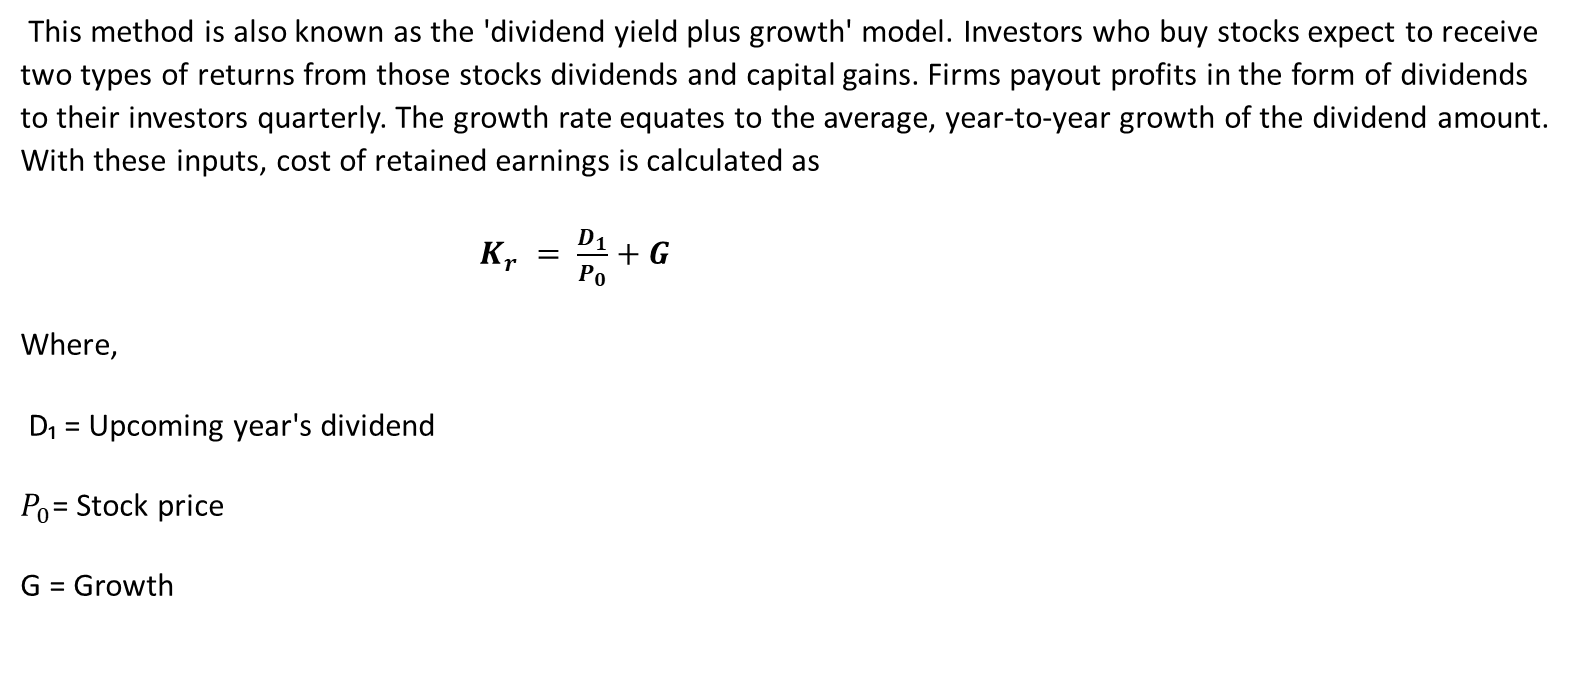 This method is also known as the 'dividend yield plus growth' model. Investors who buy stocks expect to receive
two types of returns from those stocks dividends and capital gains. Firms payout profits in the form of dividends
to their investors quarterly. The growth rate equates to the average, year-to-year growth of the dividend amount.
With these inputs, cost of retained earnings is calculated as
Kᵣ = D₁/P₀ + G
Where,
D₁ = Upcoming year's dividend
P₀= Stock price
G = Growth